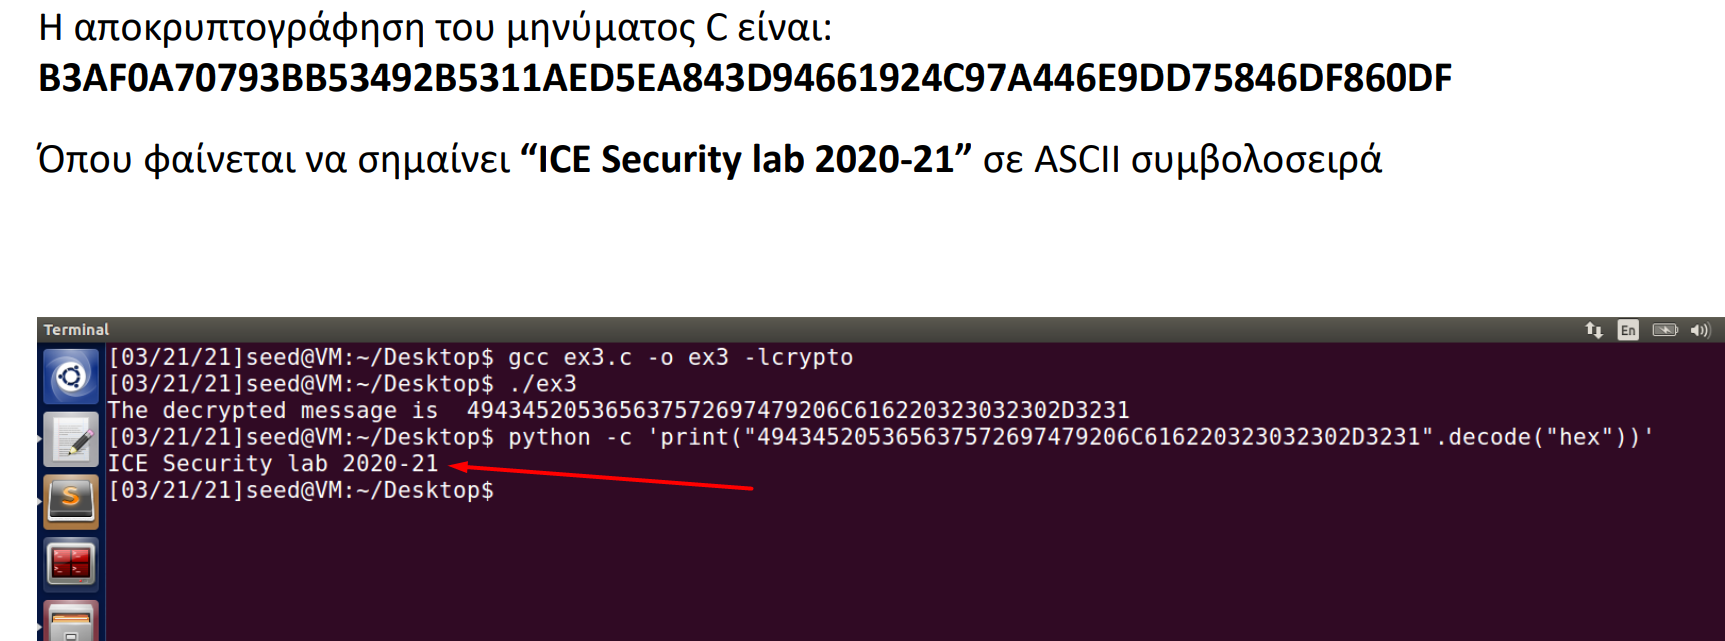 Η αποκρυπτογράφηση του μηνύματος C είναι:
B3AF0A70793BB53492B5311AED5EA843D94661924C97A446E9DD75846DF860DF
Όπου φαίνεται να σημαίνει “ICE Security lab 2020-21” σε ASCII συμβολοσειρά
Terminal
En
[03/21/21]seed@VM:~/Desktop$ gcc ex3.c -o ex3 -lcrypto
[03/21/21]seed@VM:~/Desktop$ ./ex3
The decrypted message is  494345205365637572697479206C616220323032302D3231
[03/21/21]seed@VM:~/Desktop$ python -c 'print("494345205365637572697479206C616220323032302D3231".decode("hex"))'
ICE Security lab 2020-21
[03/21/21]seed@VM:~/Desktop$